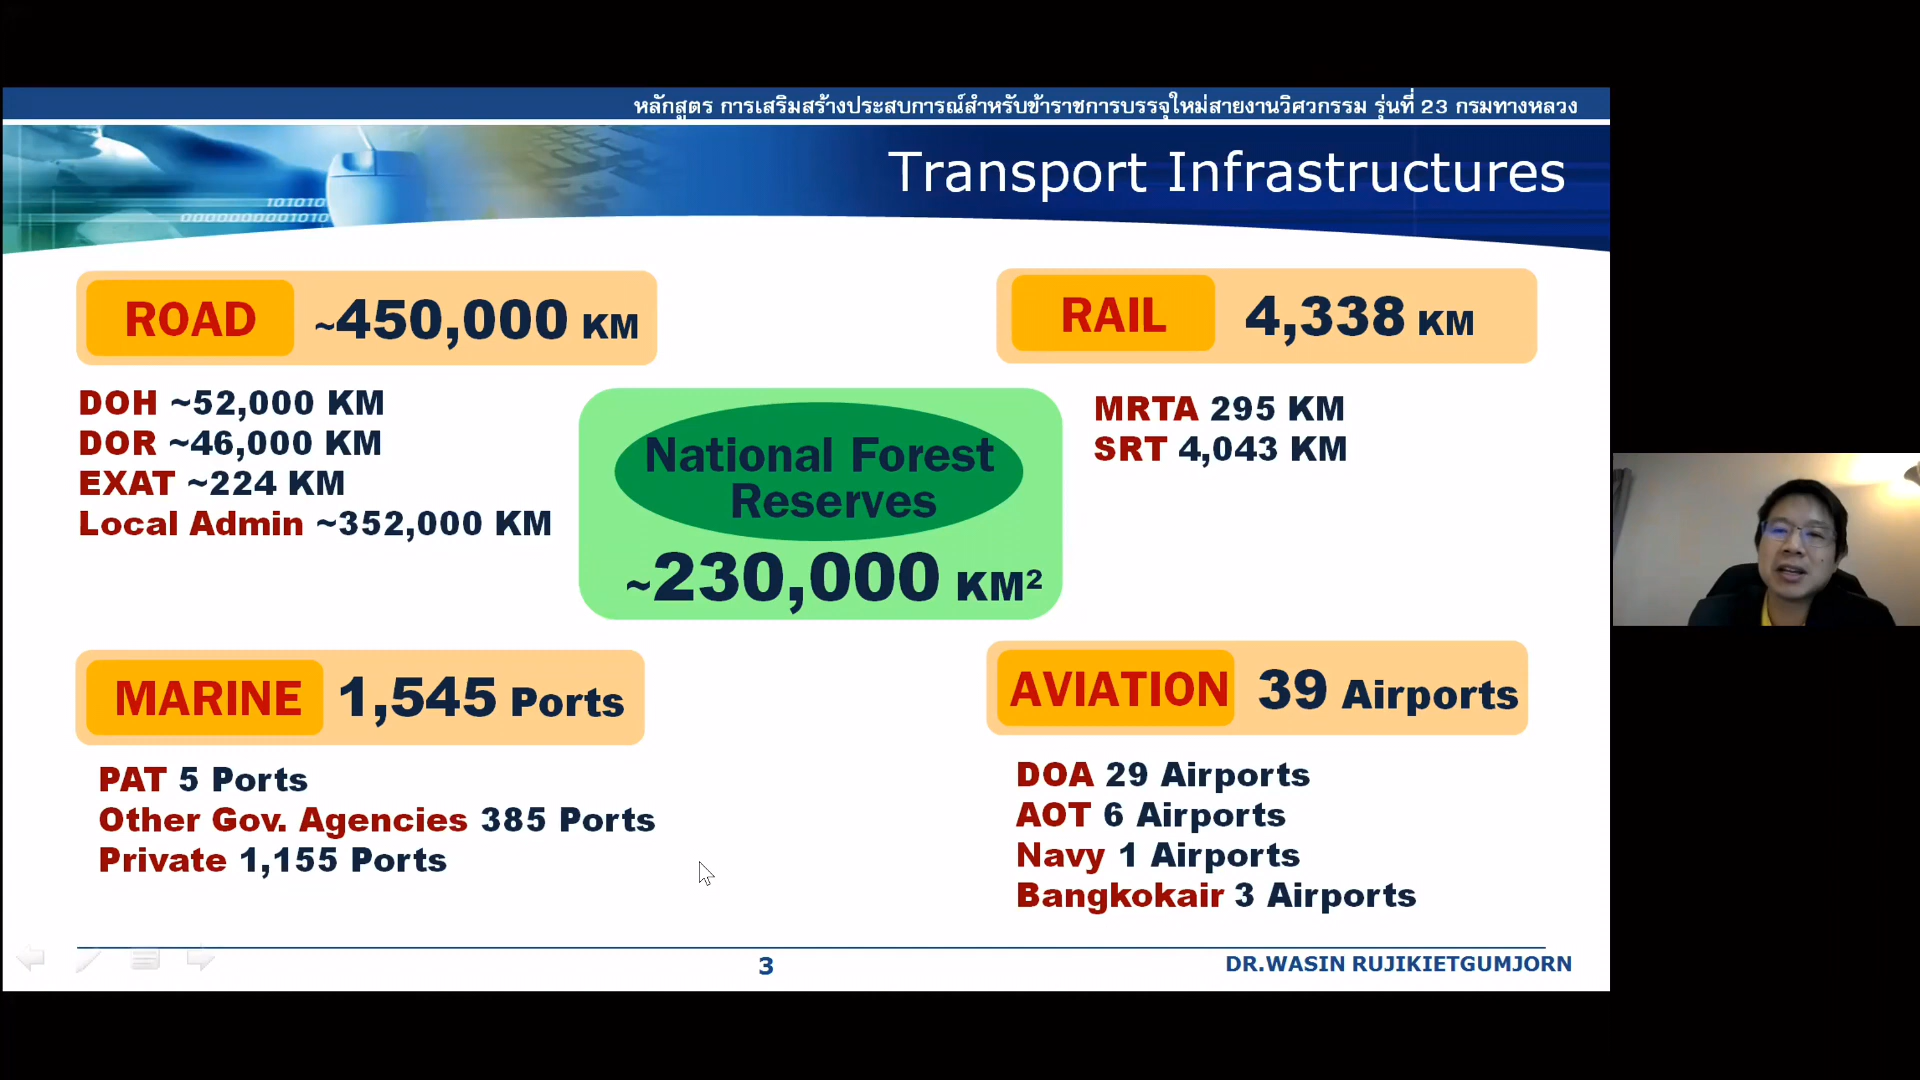 หลักสูตร การเสริมสร้างประสบการณ์สำหรับข้าราชการบรรจุใหม่สายงานวิศวกรรม รุ่นที่ 23 กรมทางหลวง
101010
0000000001010
Transport Infrastructures
ROAD ~450,000 KM
DOH ~52,000 KM
DOR ~46,000 KM
EXAT ~224 KM
Local Admin ~352,000 KM
RAIL 4,338 KM
MRTA 295 KM
SRT 4,043 KM
National Forest
Reserves
~230,000 KM²
MARINE 1,545 Ports
PAT 5 Ports
Other Gov. Agencies 385 Ports
Private 1,155 Ports
AVIATION 39 Airports
DOA 29 Airports
AOT 6 Airports
Navy 1 Airports
Bangkokair 3 Airports
3
DR.WASIN RUJIKIETGUMJORN